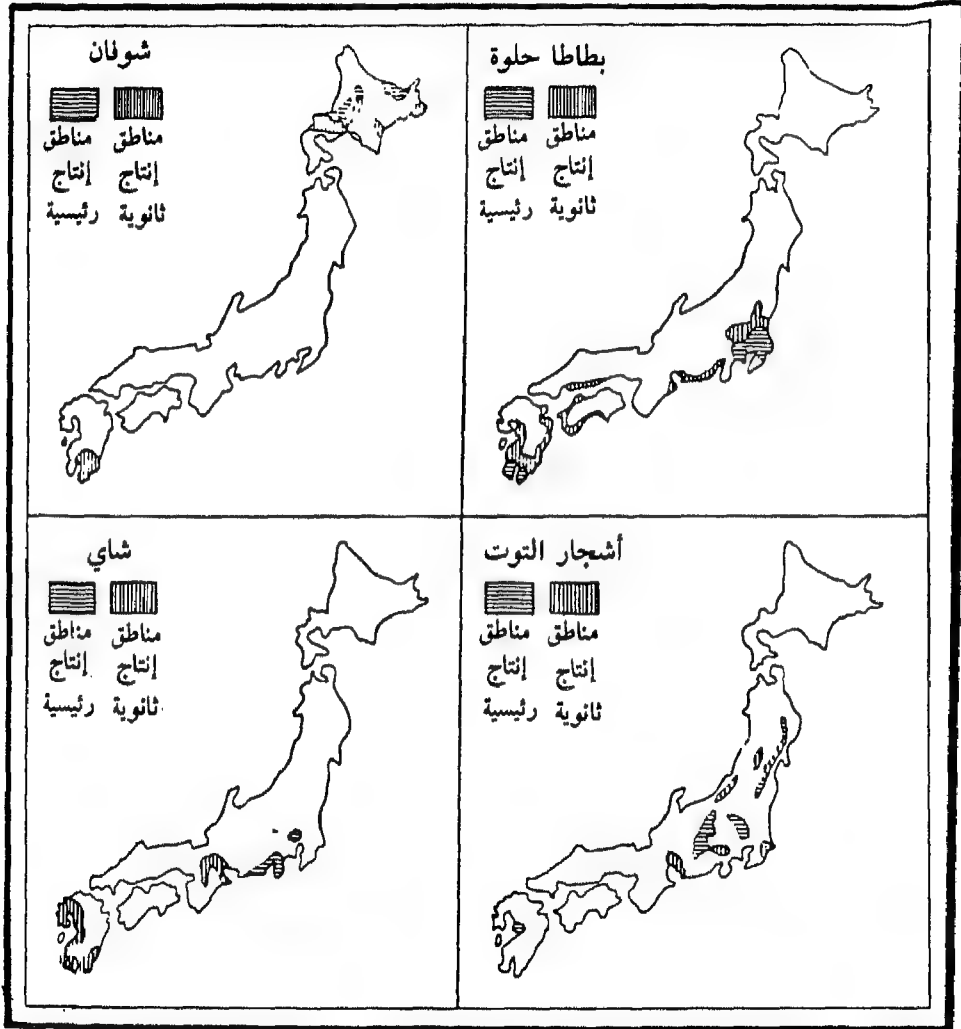 شوفان
مناطق مناطق
إنتاج إنتاج
ثانوية رئيسية
بطاطا حلوة
مناطق مناطق
إنتاج إنتاج
ثانوية رئيسية
شاي
مناطق مناطق
إنتاج إنتاج
ثانوية رئيسية
أشجار التوت
مناطق مناطق
إنتاج إنتاج
ثانوية رئيسية